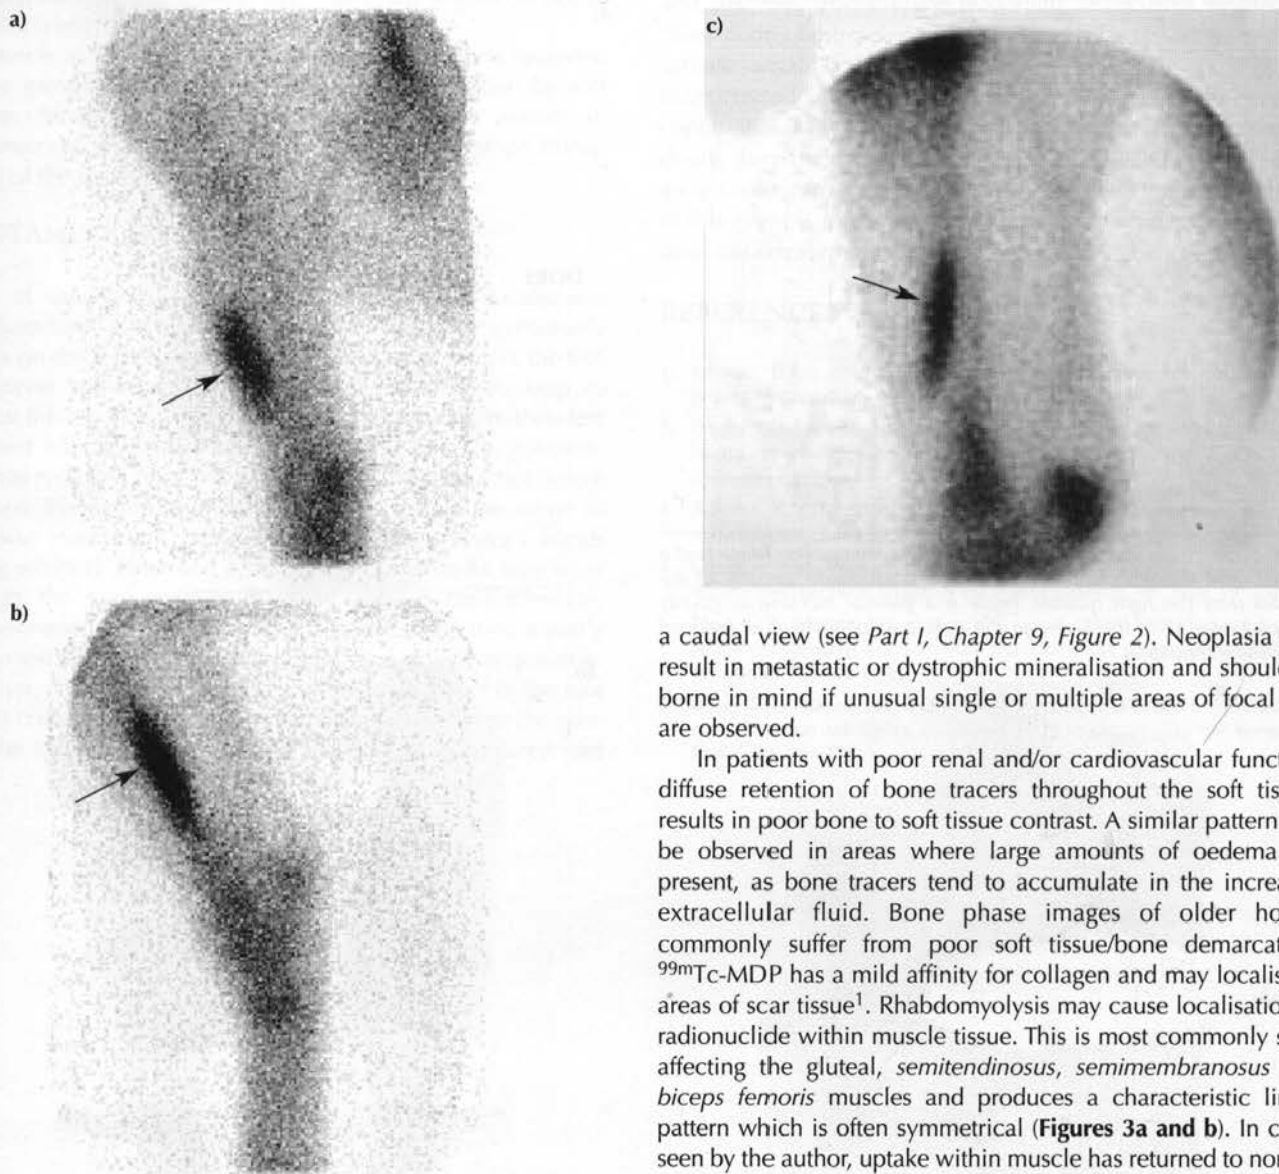 a)
b)
c)
a caudal view (see Part I, Chapter 9, Figure 2). Neoplasia
result in metastatic or dystrophic mineralisation and should
borne in mind if unusual single or multiple areas of focal
are observed.
In patients with poor renal and/or cardiovascular funct
diffuse retention of bone tracers throughout the soft tis
results in poor bone to soft tissue contrast. A similar pattern
be observed in areas where large amounts of oedema
present, as bone tracers tend to accumulate in the increa
extracellular fluid. Bone phase images of older ho
commonly suffer from poor soft tissue/bone demarcat
99mTc-MDP has a mild affinity for collagen and may localis
areas of scar tissue1. Rhabdomyolysis may cause localisatio
radionuclide within muscle tissue. This is most commonly s
affecting the gluteal, semitendinosus, semimembranosus
biceps femoris muscles and produces a characteristic lin
pattern which is often symmetrical (Figures 3a and b). In c
seen by the author, uptake within muscle has returned to nor